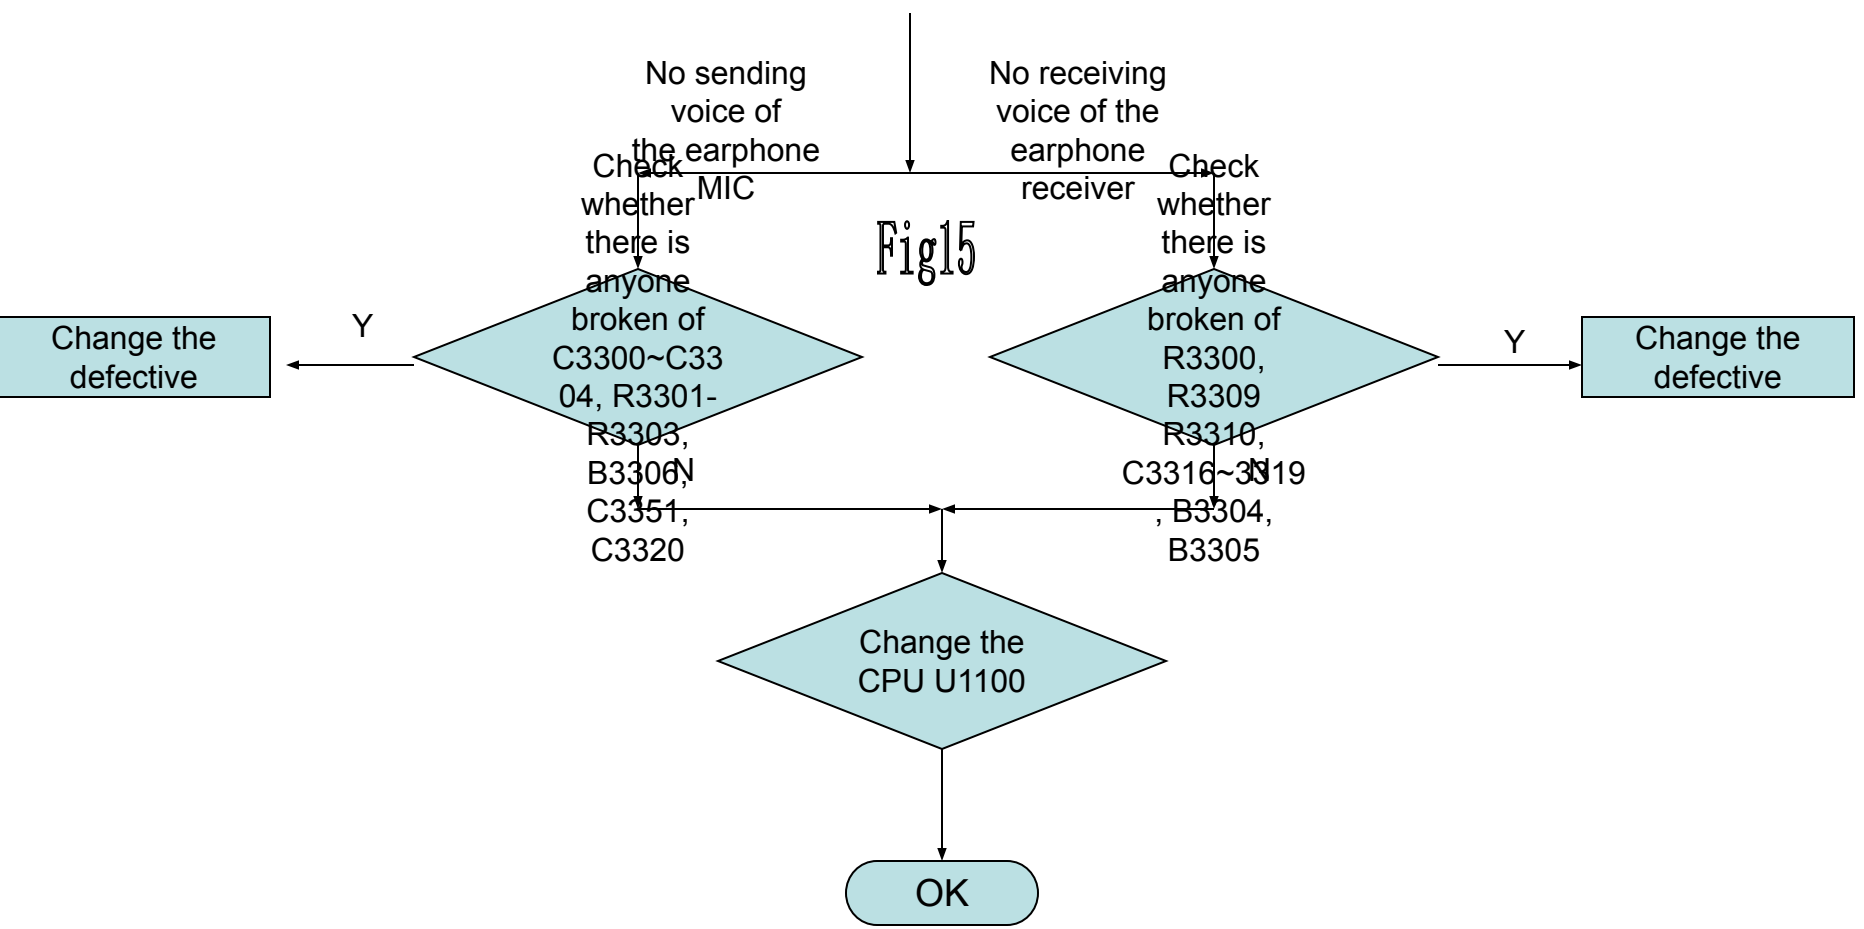 No sending
voice of
the earphone
MIC
No receiving
voice of the
earphone
receiver
Fig15
Check
whether
there is
anyone
broken of
C3300~C33
04, R3301-
R3303,
B3306,
C3351,
C3320
Check
whether
there is
anyone
broken of
R3300,
R3309
R3310,
C3316~3319
, B3304,
B3305
Y
Change the
defective
Y
Change the
defective
N
N
Change the
CPU U1100
OK